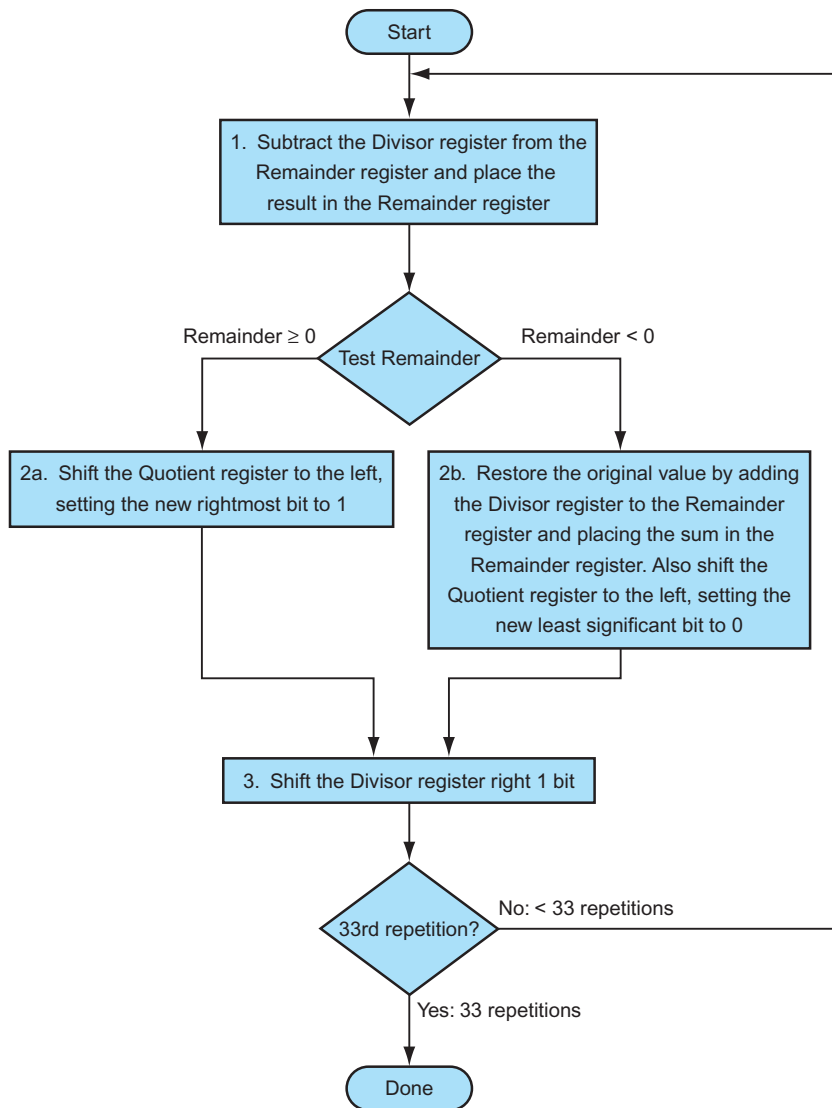 Start
1. Subtract the Divisor register from the
Remainder register and place the
result in the Remainder register
Remainder ≥ 0
Remainder < 0
Test Remainder
2a. Shift the Quotient register to the left,
setting the new rightmost bit to 1
2b. Restore the original value by adding
the Divisor register to the Remainder
register and placing the sum in the
Remainder register. Also shift the
Quotient register to the left, setting the
new least significant bit to 0
3. Shift the Divisor register right 1 bit
33rd repetition?
No: < 33 repetitions
Yes: 33 repetitions
Done